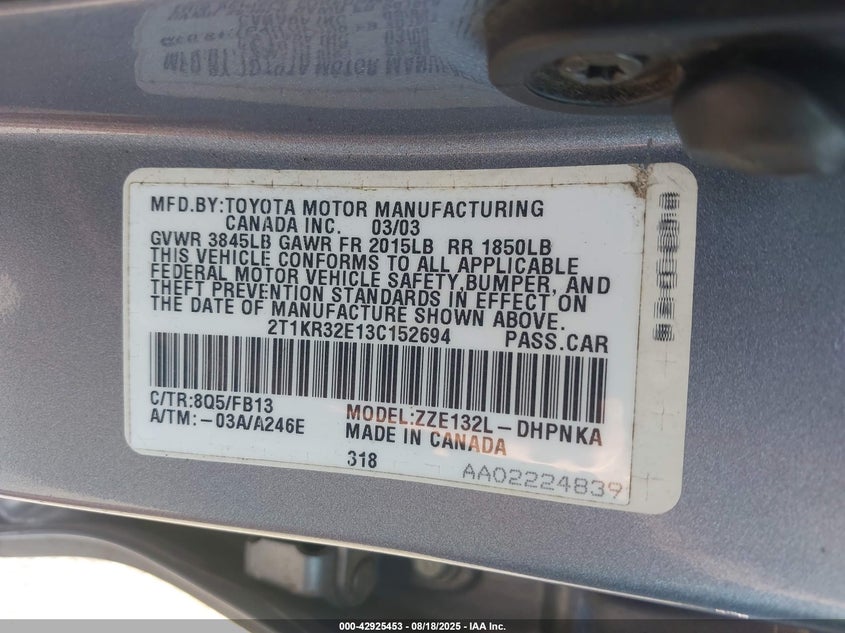 MFD.BY:TOYOTA MOTOR MANUFACTURING
CANADA INC. 03/03
GVWR 3845LB GAWR FR 2015LB RR 1850LB
THIS VEHICLE CONFORMS TO ALL APPLICABLE
FEDERAL MOTOR VEHICLE SAFETY,BUMPER, AND
THEFT PREVENTION STANDARDS IN EFFECT ON
THE DATE OF MANUFACTURE SHOWN ABOVE.
2T1KR32E13C152694 PASS.CAR
C/TR:8Q5/FB13 MODEL:ZZE132L-DHPNKA
A/TM:-03A/A246E MADE IN CANADA
318 AA02224839
000-42925453 - 08/18/2025 - IAA Inc.